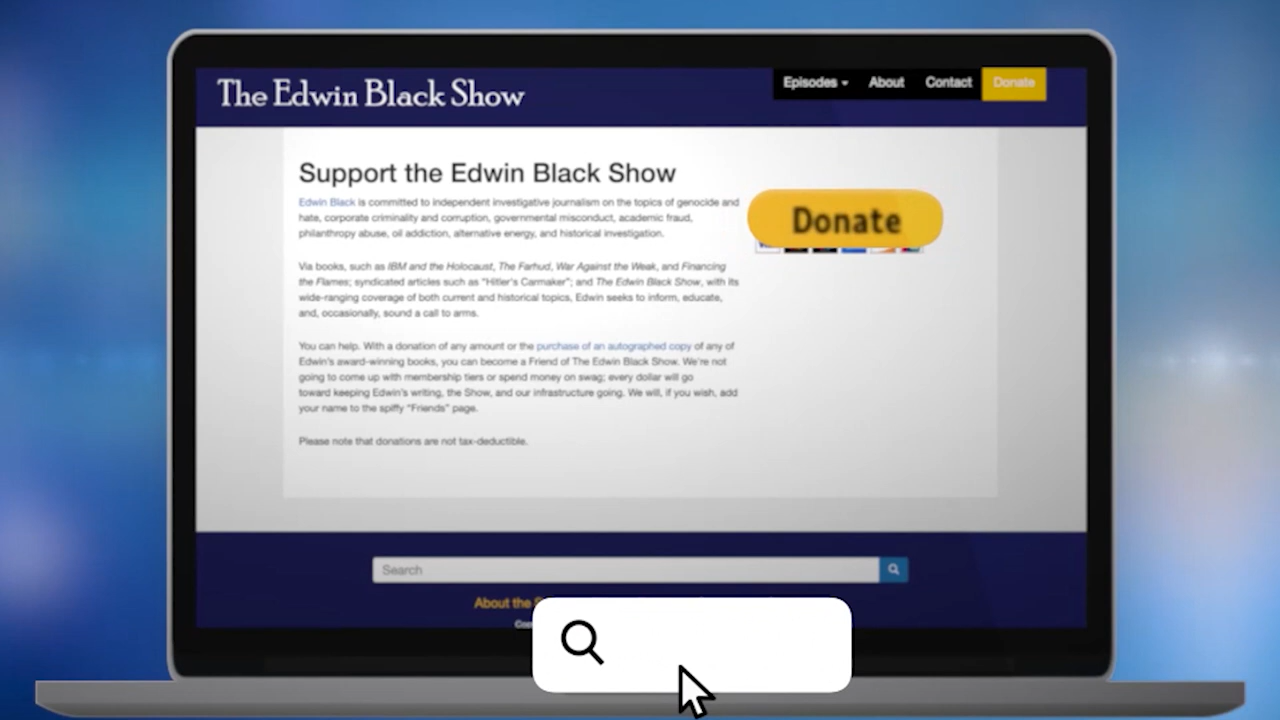 The Edwin Black Show
Episodes About Contact Donate
Support the Edwin Black Show
Edwin Black is committed to independent investigative journalism on the topics of genocide and
hate, corporate criminality and corruption, governmental misconduct, academic fraud,
philanthropy abuse, oil addiction, alternative energy, and historical investigation.
Donate
Via books, such as IBM and the Holocaust, The Farhud, War Against the Weak, and Financing
the Flames; syndicated articles such as “Hitler's Carmaker”; and The Edwin Black Show, with its
wide-ranging coverage of both current and historical topics, Edwin seeks to inform, educate,
and, occasionally, sound a call to arms.
You can help. With a donation of any amount or the purchase of an autographed copy of any of
Edwin's award-winning books, you can become a Friend of The Edwin Black Show. We're not
going to come up with membership tiers or spend money on swag; every dollar will go
toward keeping Edwin's writing, the Show, and our infrastructure going. We will, if you wish, add
your name to the spiffy “Friends” page.
Please note that donations are not tax-deductible.
Search
About the